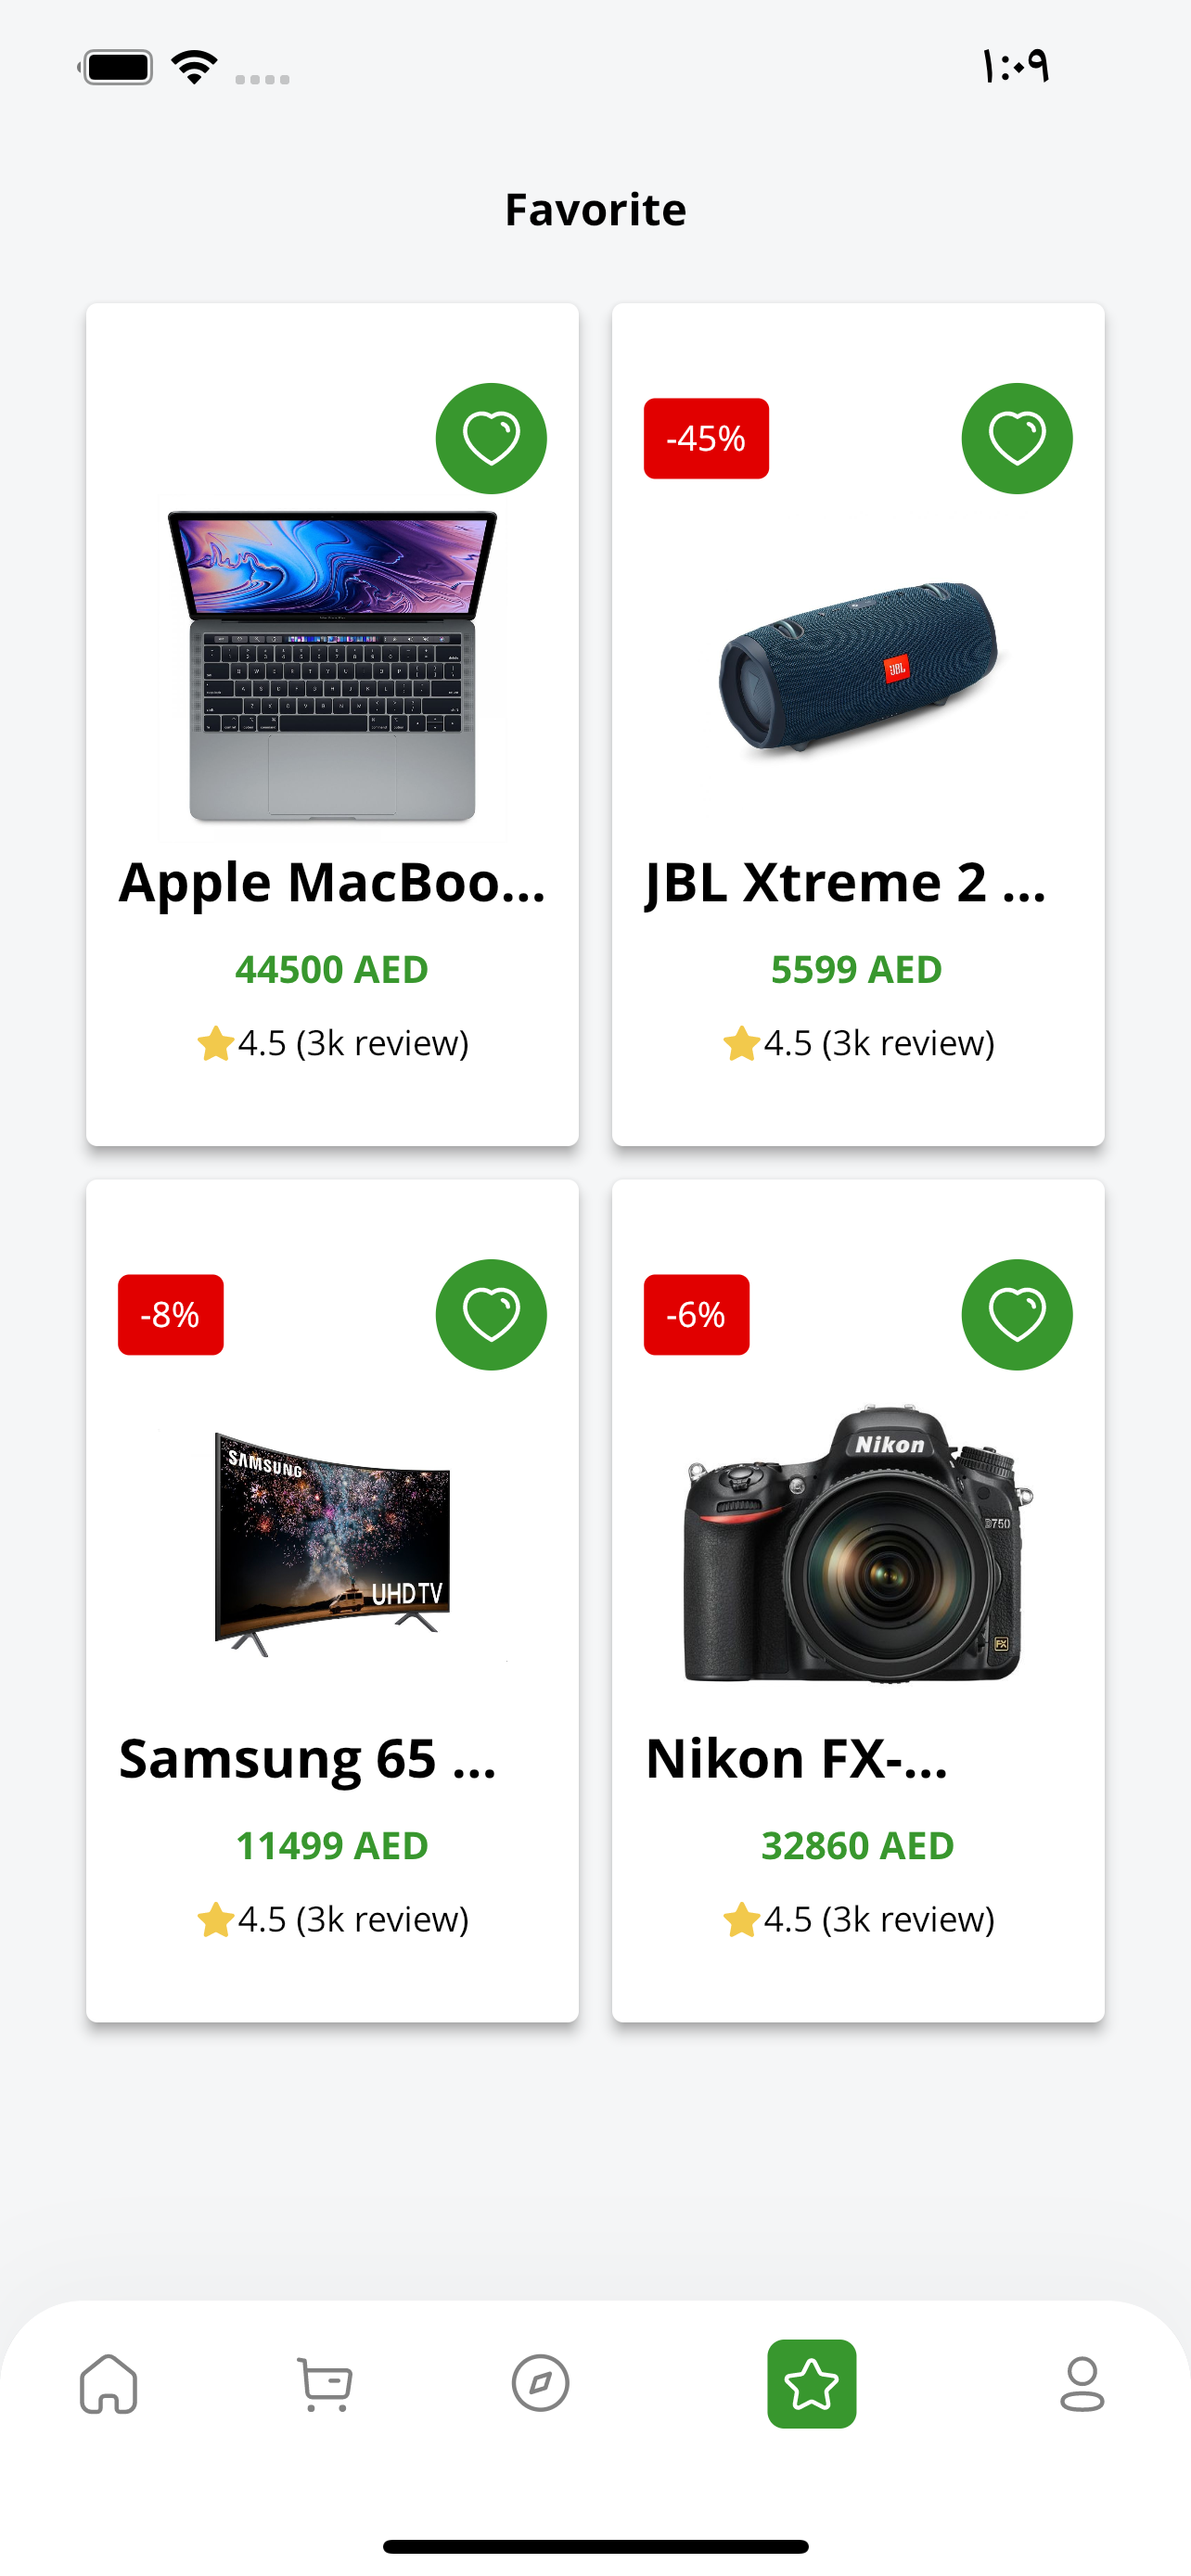 ١:٠٩
Favorite
-45%
JBL
Apple MacBoo...
JBL Xtreme 2 ...
44500 AED
5599 AED
4.5 (3k review)
4.5 (3k review)
-8%
-6%
SAMSUNG
UHD TV
Nikon
D750
FX
Samsung 65 ...
Nikon FX-...
11499 AED
32860 AED
4.5 (3k review)
4.5 (3k review)